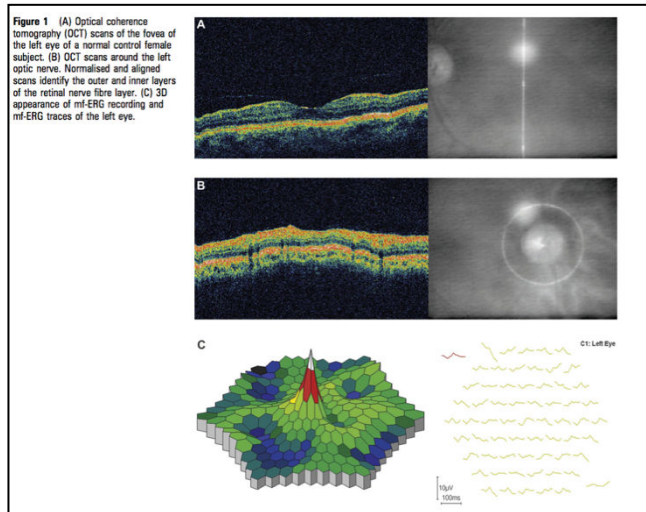 Figure 1 (A) Optical coherence
tomography (OCT) scans of the fovea of
the left eye of a normal control female
subject. (B) OCT scans around the left
optic nerve. Normalised and aligned
scans identify the outer and inner layers
of the retinal nerve fibre layer. (C) 3D
appearance of mf-ERG recording and
mf-ERG traces of the left eye.
A
B
C
C1: Left Eye
10µV
100ms